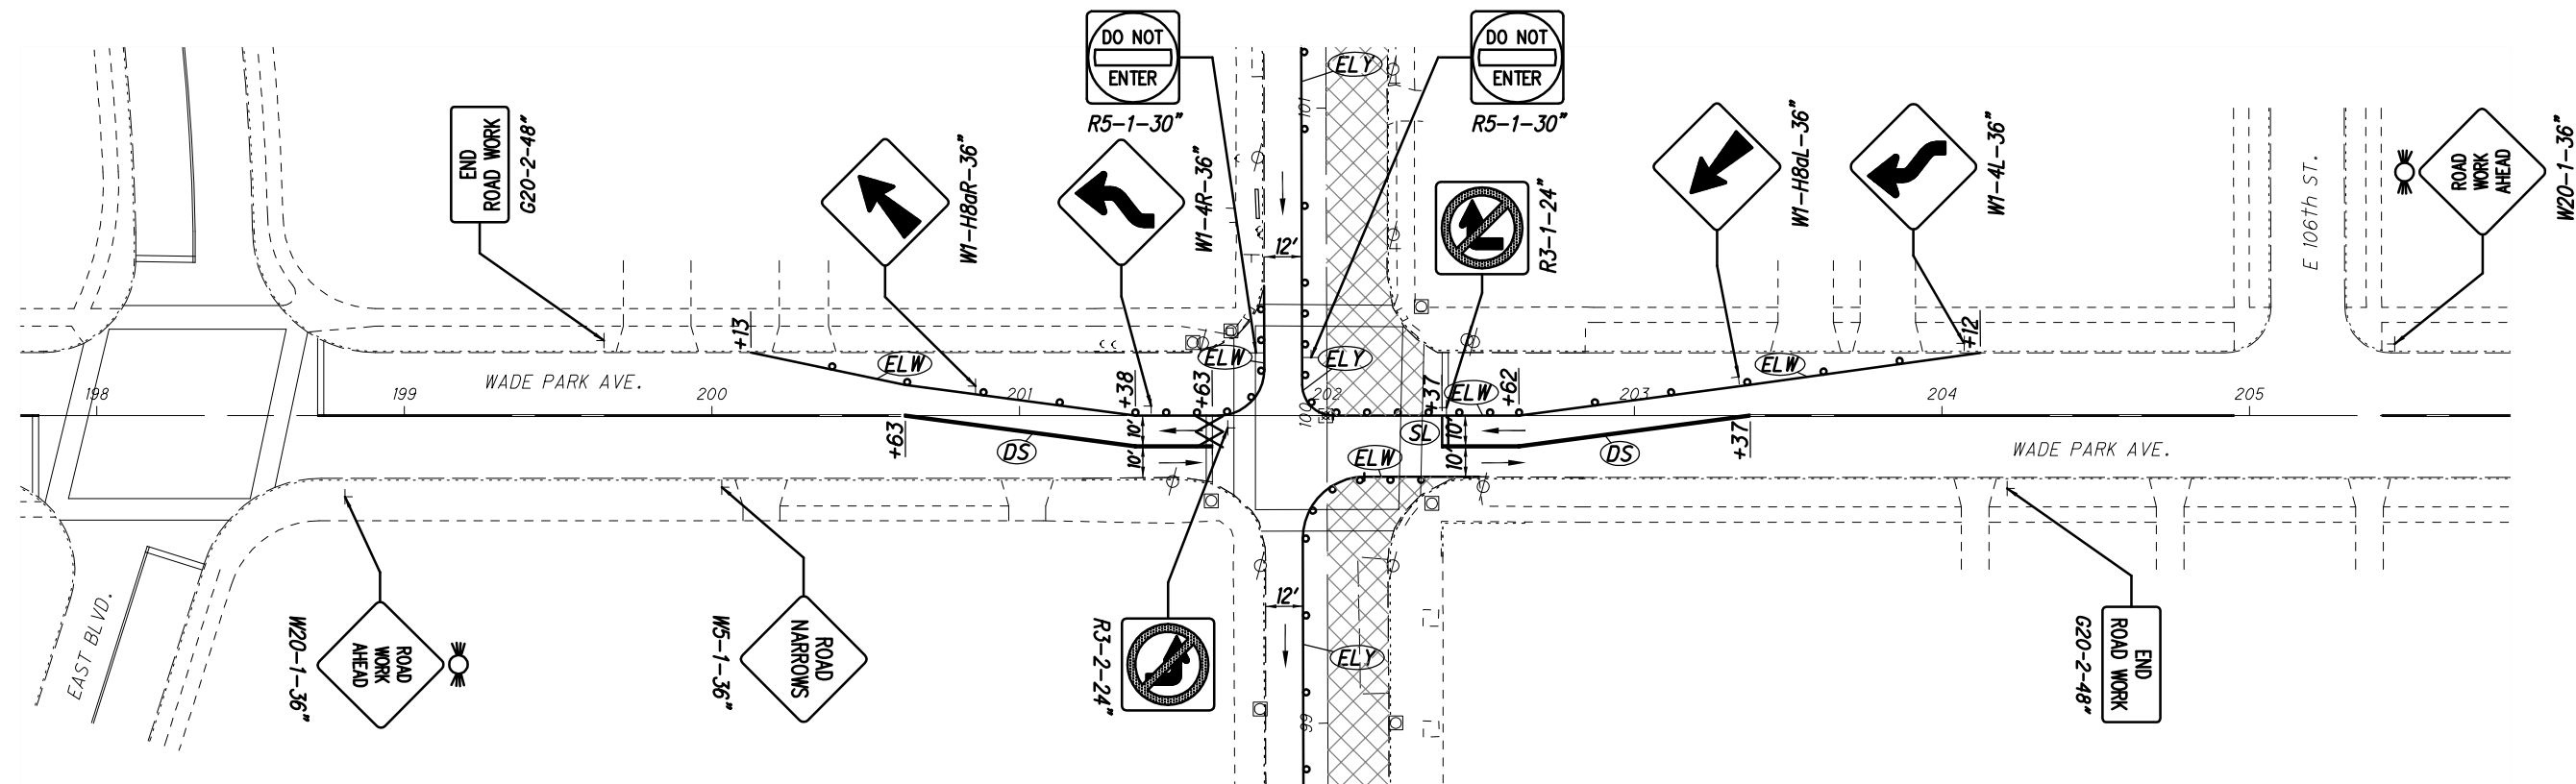 DO NOT
ENTER
R5-1-30"
DO NOT
ENTER
R5-1-30"
ELY
101
END
ROAD WORK
G20-2-48"
W1-H8aR-36"
W1-4R-36"
R3-1-24"
W1-H8aL-36"
W1-4L-36"
E 106th ST.
ROAD
WORK
AHEAD
W20-1-36"
12'
+13
ELW
ELW
ELY
+12
ELW
WADE PARK AVE.
+38
+63
+37
ELW
+62
198
199
200
201
202
203
204
205
100
+63
DS
10'
10'
SL
10'
10'
ELW
DS
+37
WADE PARK AVE.
EAST BLVD.
W20-1-36"
ROAD
WORK
AHEAD
W5-1-36"
ROAD
NARROWS
R3-2-24"
12'
ELY
99
G20-2-48"
END
ROAD WORK